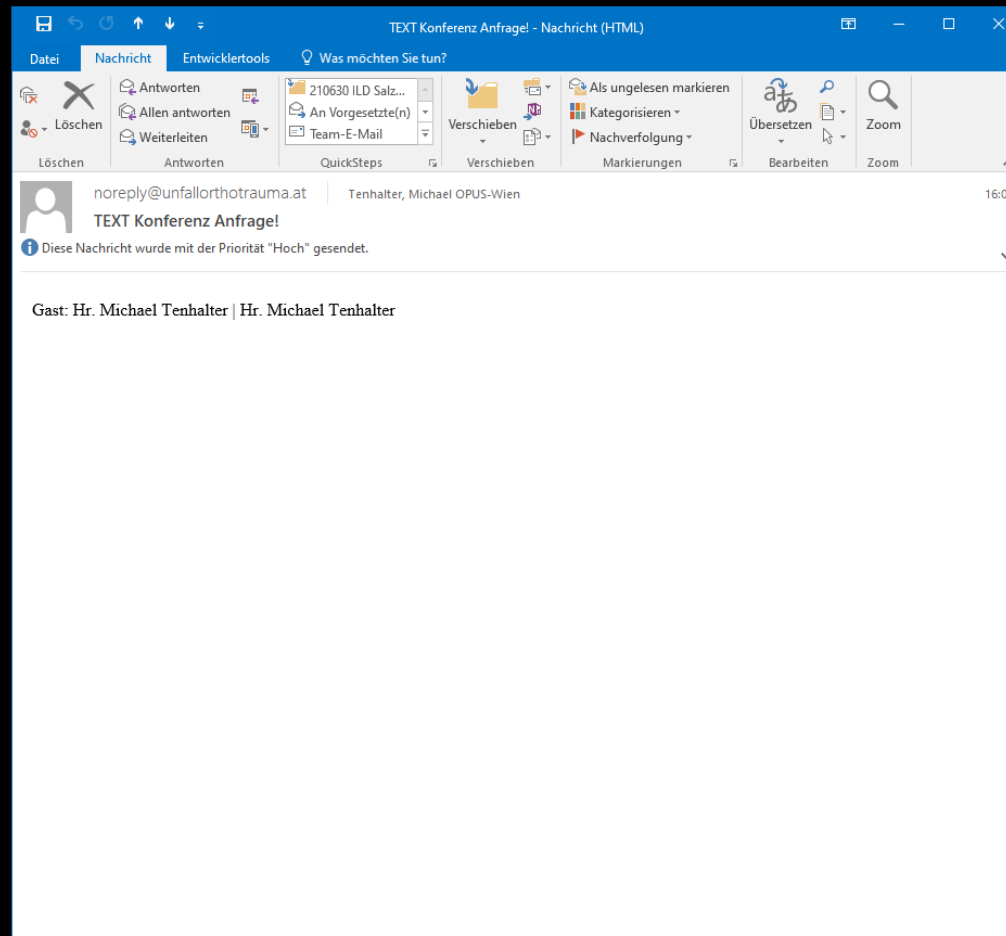 TEXT Konferenz Anfrage! - Nachricht (HTML)
Datei Nachricht Entwicklertools Was möchten Sie tun?
Löschen
Antworten
Allen antworten
Weiterleiten
210630 ILD Salz...
An Vorgesetzte(n)
Team-E-Mail
Verschieben
Als ungelesen markieren
Kategorisieren
Nachverfolgung
Übersetzen
Zoom
Löschen Antworten QuickSteps Verschieben Markierungen Bearbeiten Zoom
noreply@unfallorthotrauma.at Tenhalter, Michael OPUS-Wien
TEXT Konferenz Anfrage!
Diese Nachricht wurde mit der Priorität "Hoch" gesendet.
Gast: Hr. Michael Tenhalter | Hr. Michael Tenhalter